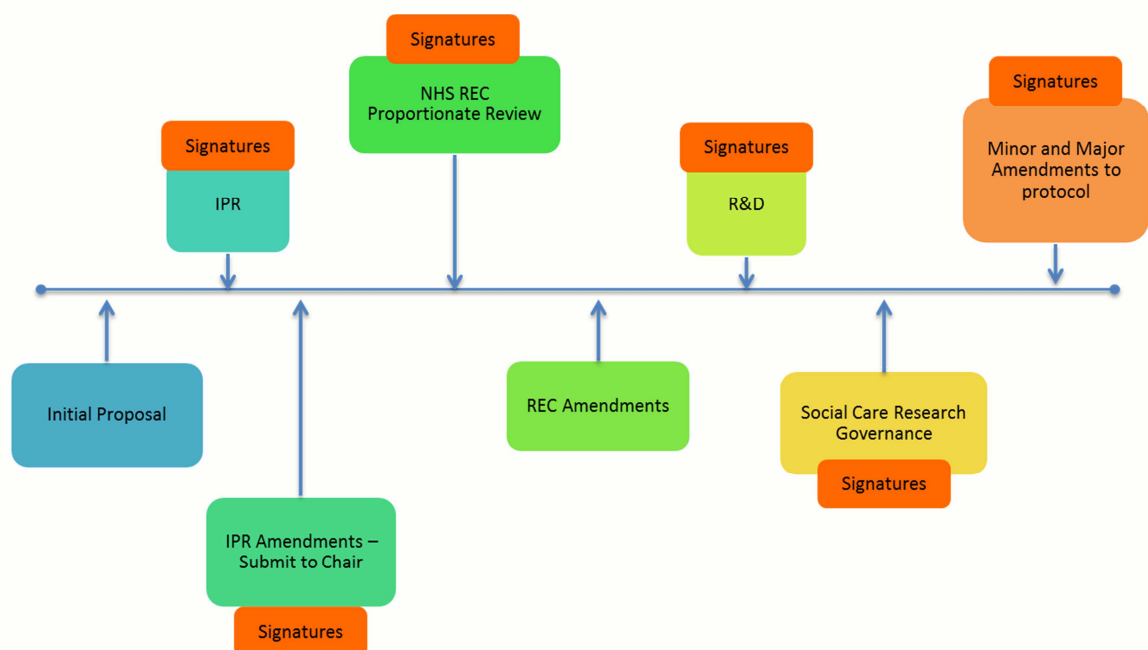 Signatures
NHS REC
Proportionate Review
Signatures
Minor and Major
Amendments to
protocol
Signatures
IPR
Signatures
R&D
Initial Proposal
REC Amendments
Social Care Research
Governance
Signatures
IPR Amendments –
Submit to Chair
Signatures